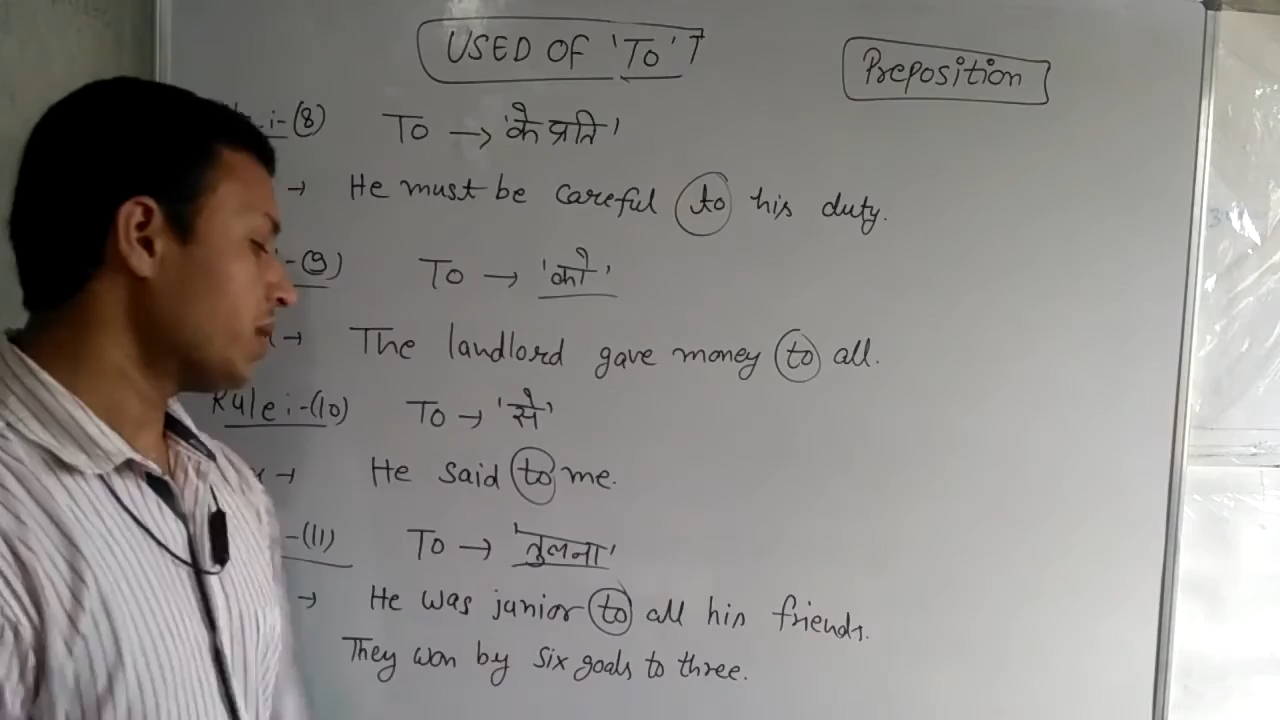 USED OF 'TO'
Preposition
(8) To → 'के प्रति'
→ He must be careful to his duty.
(9) To → 'को'
→ The landlord gave money to all.
Rule :-(10) To → 'से'
→ He said to me.
-(11) To → 'तुलना'
→ He was junior to all his friends.
They won by six goals to three.